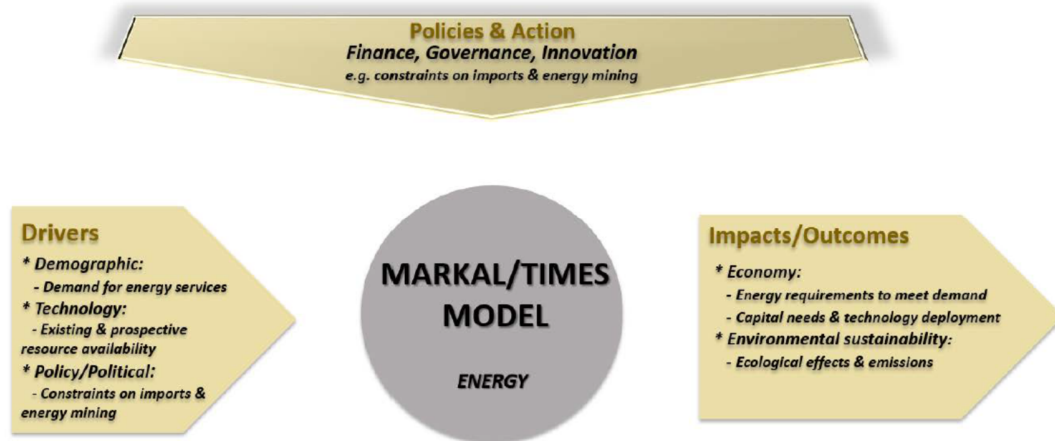 Policies & Action
Finance, Governance, Innovation
e.g. constraints on imports & energy mining
Drivers
* Demographic:
- Demand for energy services
* Technology:
- Existing & prospective
resource availability
* Policy/Political:
- Constraints on imports &
energy mining
MARKAL/TIMES
MODEL
ENERGY
Impacts/Outcomes
* Economy:
- Energy requirements to meet demand
- Capital needs & technology deployment
* Environmental sustainability:
- Ecological effects & emissions